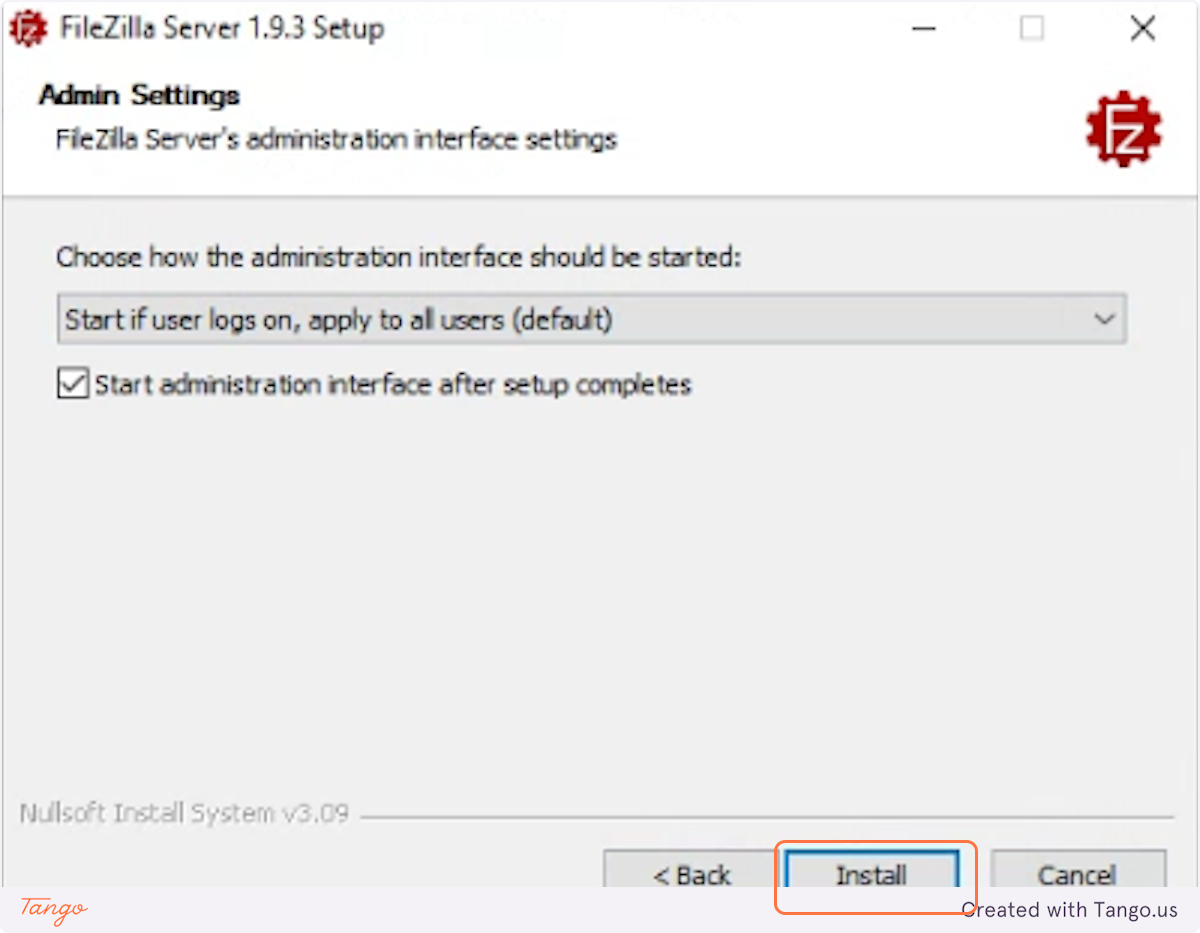 FileZilla Server 1.9.3 Setup
Admin Settings
FileZilla Server's administration interface settings
Fz
Choose how the administration interface should be started:
Start if user logs on, apply to all users (default)
Start administration interface after setup completes
Nullsoft Install System v3.09
< Back Install Cancel
Tango Created with Tango.us